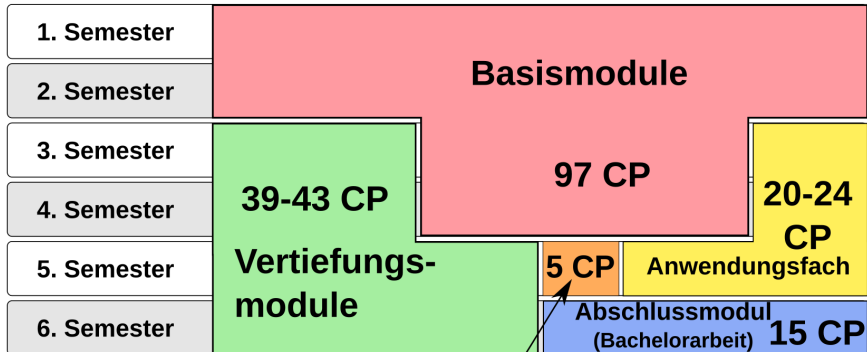 1. Semester
2. Semester
3. Semester
4. Semester
5. Semester
6. Semester
Basismodule
97 CP
39-43 CP
Vertiefungs-
module
20-24
CP
Anwendungsfach
5 CP
Abschlussmodul
(Bachelorarbeit)
15 CP